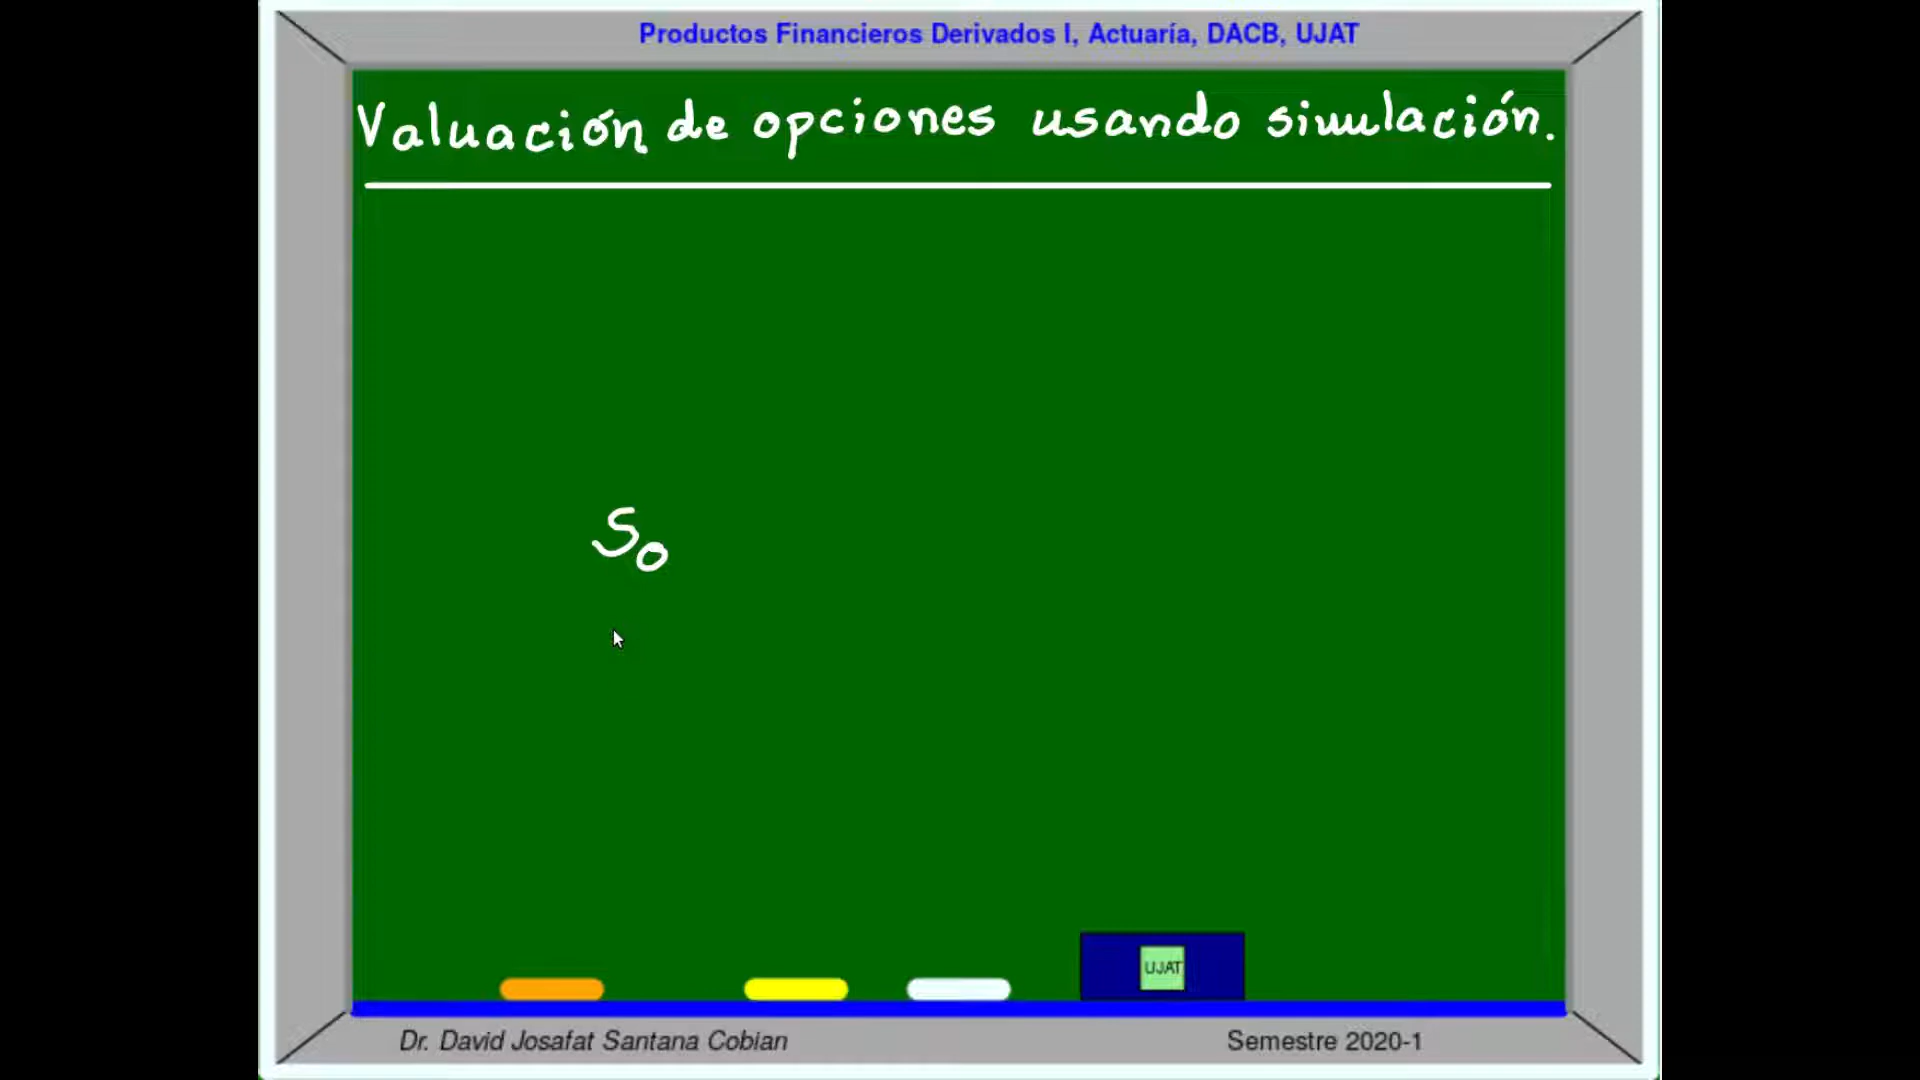 Productos Financieros Derivados I, Actuaría, DACB, UJAT
Valuación de opciones usando simulación.
S₀
UJAT
Dr. David Josafat Santana Cobian
Semestre 2020-1